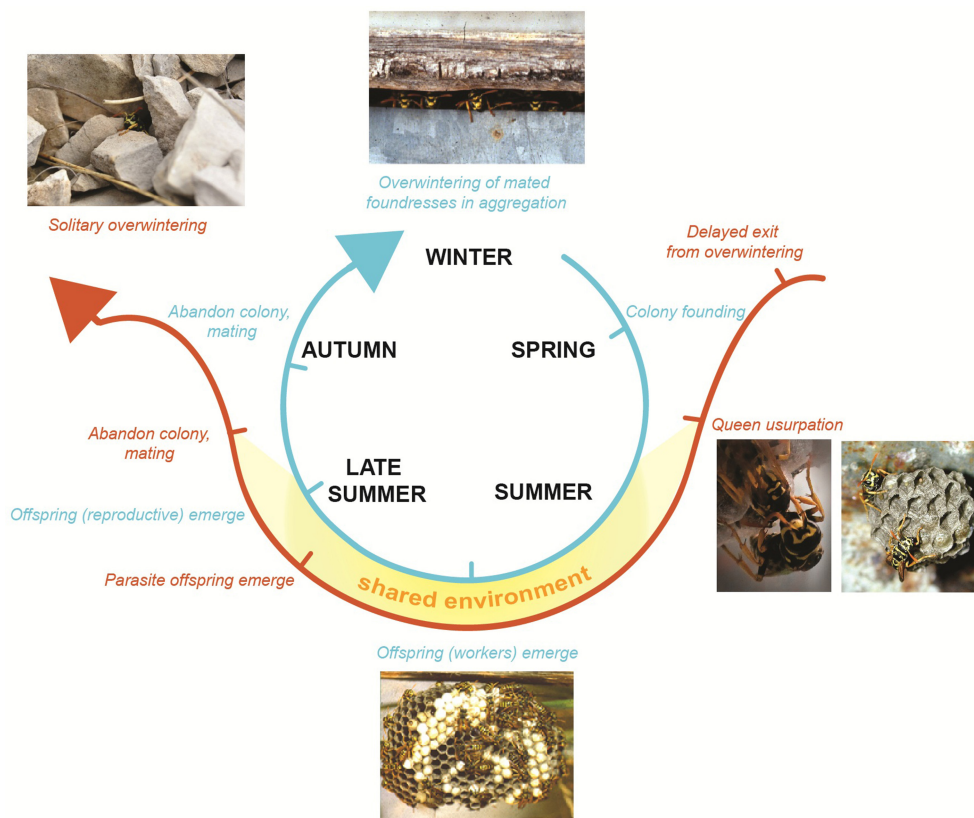 Overwintering of mated
foundresses in aggregation
Solitary overwintering
Delayed exit
from overwintering
WINTER
Abandon colony,
mating
Colony founding
AUTUMN
SPRING
Abandon colony,
mating
Queen usurpation
LATE
SUMMER
SUMMER
Offspring (reproductive) emerge
Parasite offspring emerge
shared environment
Offspring (workers) emerge